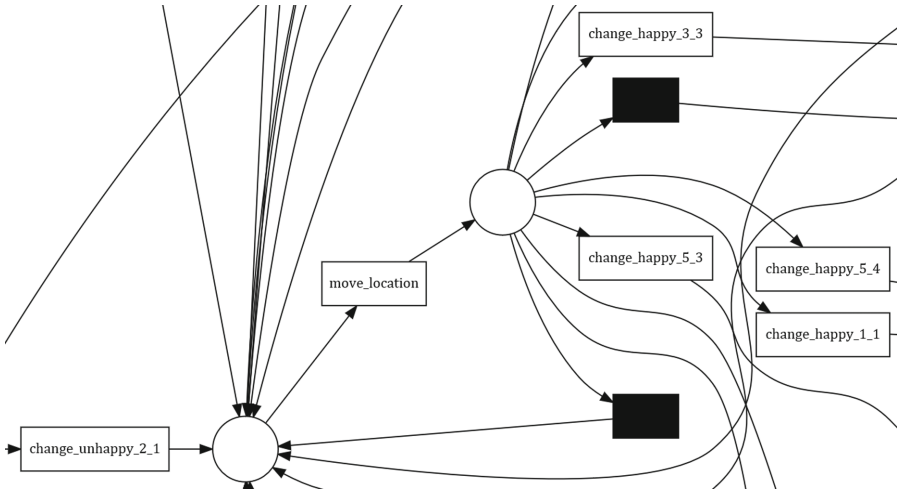 change_happy_3_3
change_happy_5_3
change_happy_5_4
move_location
change_happy_1_1
change_unhappy_2_1